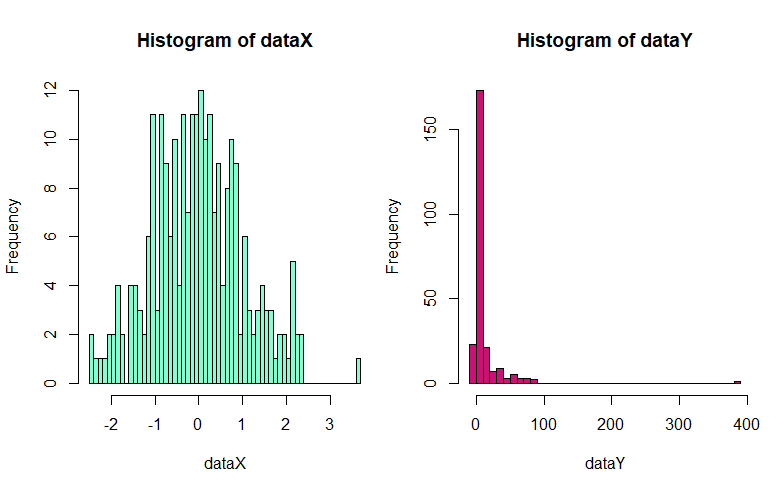 Histogram of dataX
Frequency
12
10
8
6
4
2
0
-2 -1 0 1 2 3
dataX
Histogram of dataY
Frequency
150
100
50
0
0 100 200 300 400
dataY